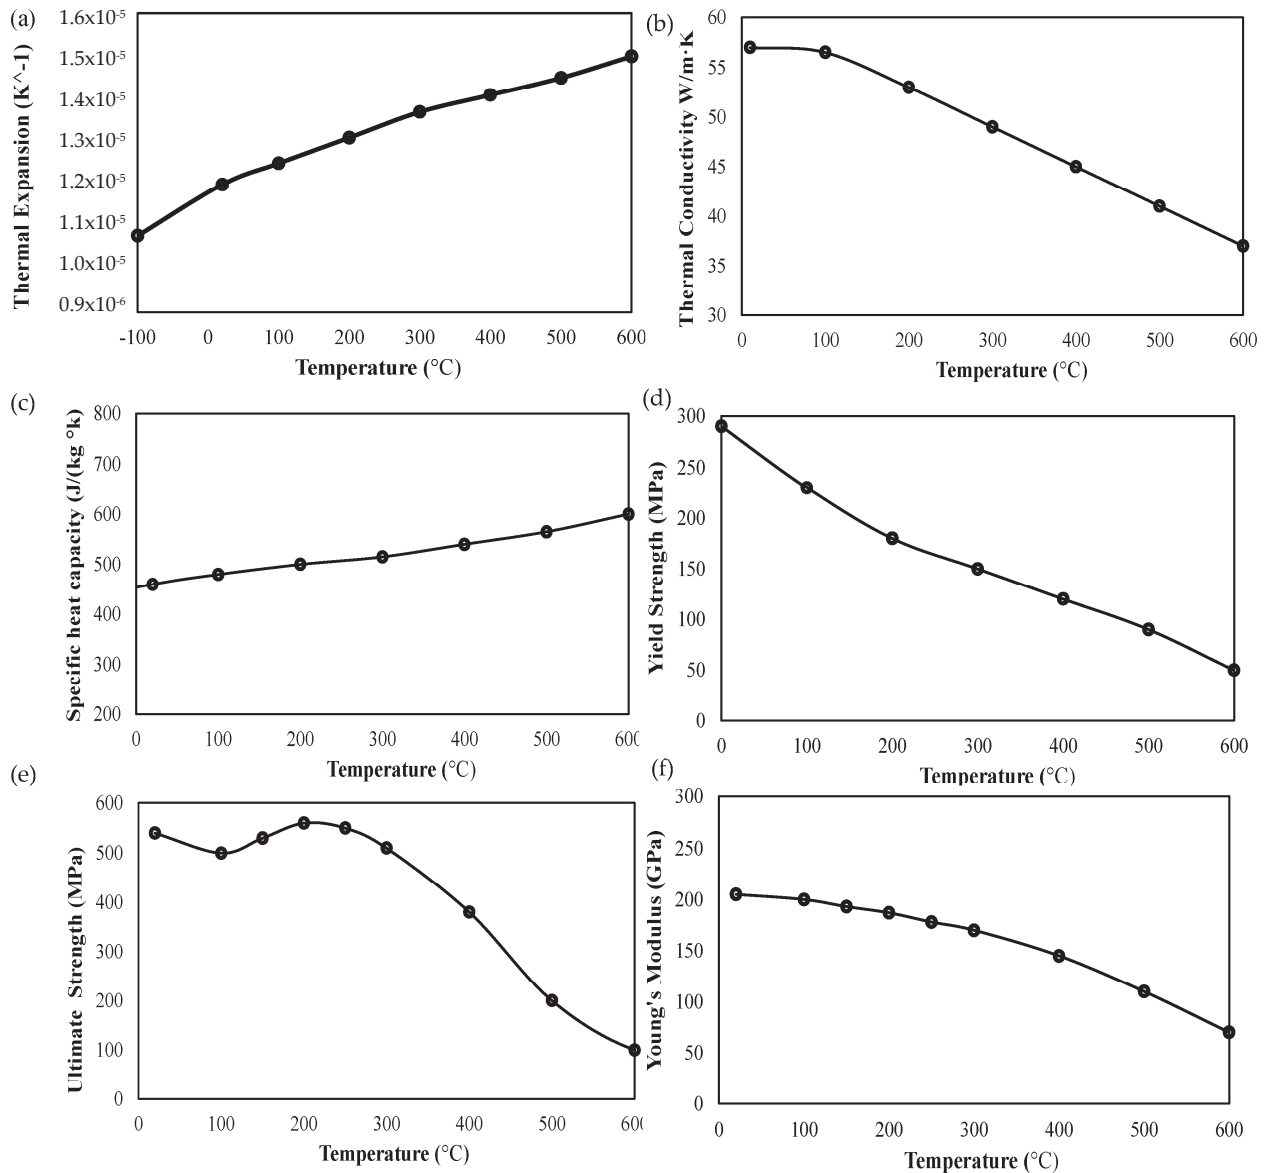 (a)
Thermal Expansion (K^-1)
1.6x10-5
1.5x10-5
1.4x10-5
1.3x10-5
1.2x10-5
1.1x10-5
1.0x10-5
0.9x10-6
-100 0 100 200 300 400 500 600
Temperature (°C)
(b)
Thermal Conductivity W/m·K
60
55
50
45
40
35
30
0 100 200 300 400 500 600
Temperature (°C)
(c)
Specific heat capacity (J/(kg °k)
800
700
600
500
400
300
200
0 100 200 300 400 500 600
Temperature (°C)
(d)
Yield Strength (MPa)
300
250
200
150
100
50
0
0 100 200 300 400 500 600
Temperature (°C)
(e)
Ultimate Strength (MPa)
600
500
400
300
200
100
0
0 100 200 300 400 500 600
Temperature (°C)
(f)
Young's Modulus (GPa)
300
250
200
150
100
50
0
0 100 200 300 400 500 600
Temperature (°C)